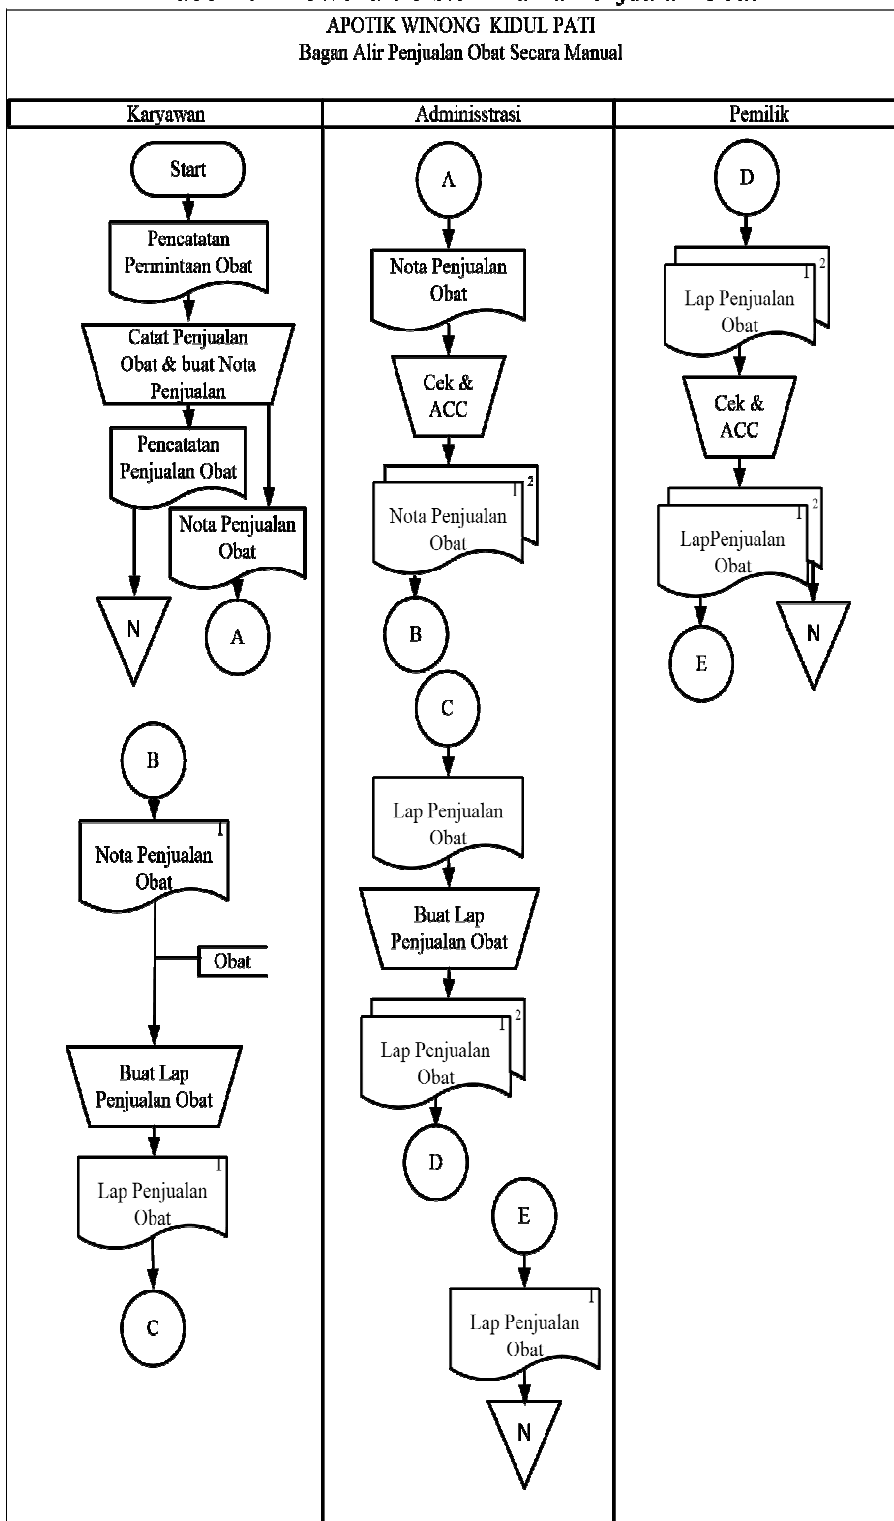 APOTIK WINONG KIDUL PATI
Bagan Alir Penjualan Obat Secara Manual
Karyawan
Start
Pencatatan
Permintaan Obat
Catat Penjualan
Obat & buat Nota
Penjualan
Pencatatan
Penjualan Obat
Nota Penjualan
Obat
N
A
B
1
Nota Penjualan
Obat
Obat
Buat Lap
Penjualan Obat
1
Lap Penjualan
Obat
C
Adminisstrasi
A
Nota Penjualan
Obat
Cek &
ACC
2
1
Nota Penjualan
Obat
B
C
Lap Penjualan
Obat
Buat Lap
Penjualan Obat
2
1
Lap Penjualan
Obat
D
E
1
Lap Penjualan
Obat
N
Pemilik
D
2
1
Lap Penjualan
Obat
Cek &
ACC
2
1
LapPenjualan
Obat
E
N